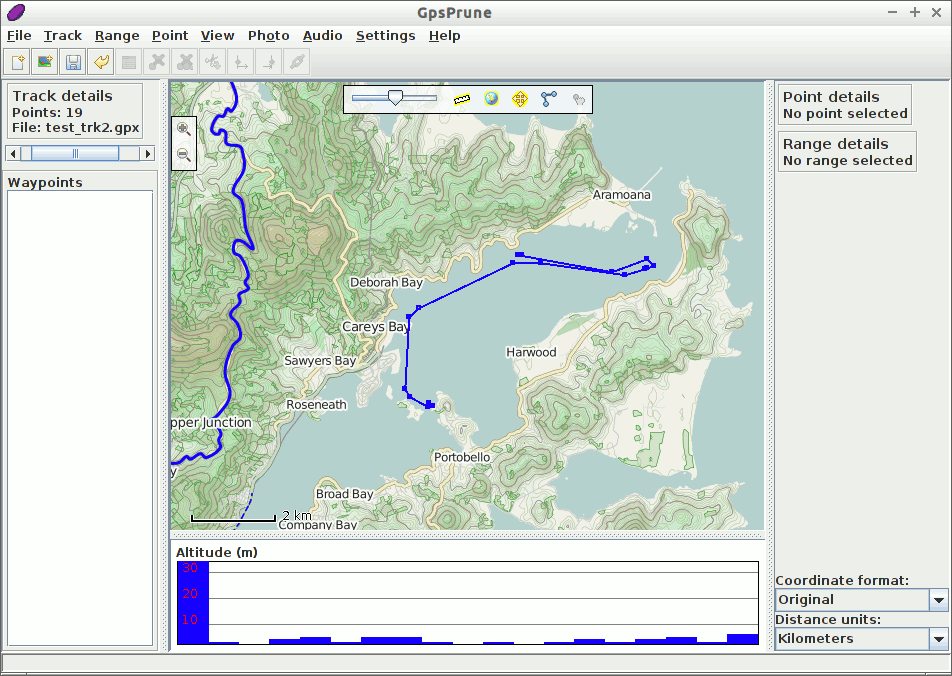 GpsPrune
File Track Range Point View Photo Audio Settings Help
Track details
Points: 19
File: test_trk2.gpx
Waypoints
Aramoana
Deborah Bay
Careys Bay
Sawyers Bay
Harwood
Roseneath
pper Junction
Portobello
y
Broad Bay
2 km
Company Bay
Altitude (m)
30
20
10
Point details
No point selected
Range details
No range selected
Coordinate format:
Original
Distance units:
Kilometers